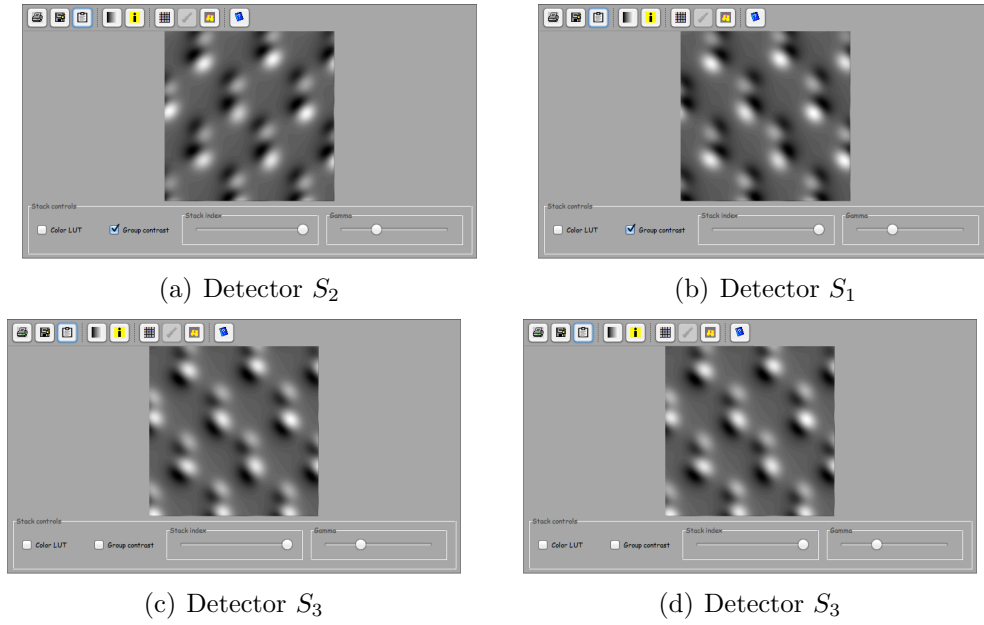 Stack controls
Color LUT
Group contrast
Stack index
Gamma
Stack controls
Color LUT
Group contrast
Stack index
Gamma
(a) Detector S₂
(b) Detector S₁
Stack controls
Color LUT
Group contrast
Stack index
Gamma
Stack controls
Color LUT
Group contrast
Stack index
Gamma
(c) Detector S₃
(d) Detector S₃